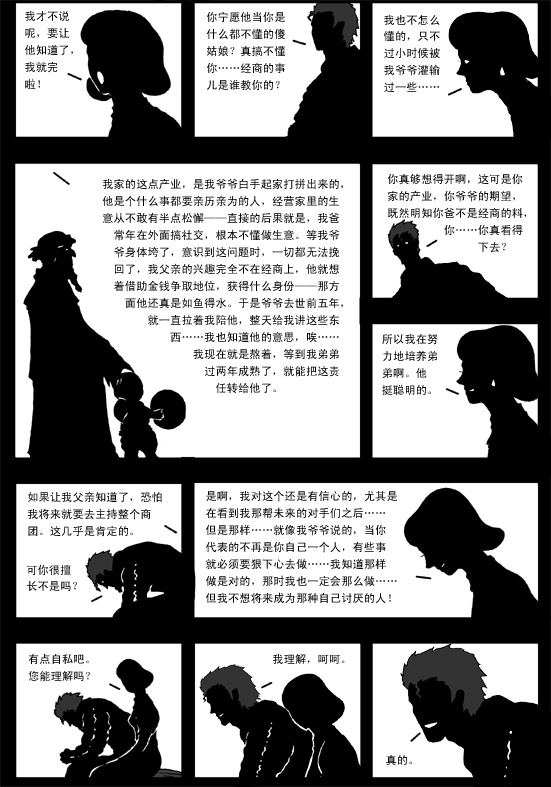 我才不说
呢，要让
他知道了，
我就完
啦！
你宁愿他当你是
什么都不懂的傻
姑娘？真搞不懂
你……经商的事
儿是谁教你的？
我也不怎么
懂的，只不
过小时候被
我爷爷灌输
过一些……
我家的这点产业，是我爷爷白手起家打拼出来的，
他是个什么事都要亲历亲为的人，经营家里的生
意从不敢有半点松懈——直接的后果就是，我爸
常年在外面搞社交，根本不懂做生意。等我爷
爷身体垮了，意识到这问题时，一切都无法挽
回了，我父亲的兴趣完全不在经商上，他就想
着借助金钱争取地位，获得什么身份——那方
面他还真是如鱼得水。于是爷爷去世前五年，
就一直拉着我陪他，整天给我讲这些东
西……我也知道他的意思，唉……
我现在就是熬着，等到我弟弟
过两年成熟了，就能把这责
任转给他了。
你真够想得开啊，这可是你
家的产业，你爷爷的期望，
既然明知你爸不是经商的料，
你……你真看得
下去？
所以我在努
力地培养弟
弟啊。他
挺聪明的。
如果让我父亲知道了，恐怕
我将来就要去主持整个商
团。这几乎是肯定的。
可你很擅
长不是吗？
是啊，我对这个还是有信心的，尤其是
在看到我那帮未来的对手们之后……
但是那样……就像我爷爷说的，当你
代表的不再是你自己一个人，有些事
就必须要狠下心去做……我知道那样
做是对的，那时我也一定会那么做……
但我不想将来成为那种自己讨厌的人！
有点自私吧。
您能理解吗？
我理解，呵呵。
真的。